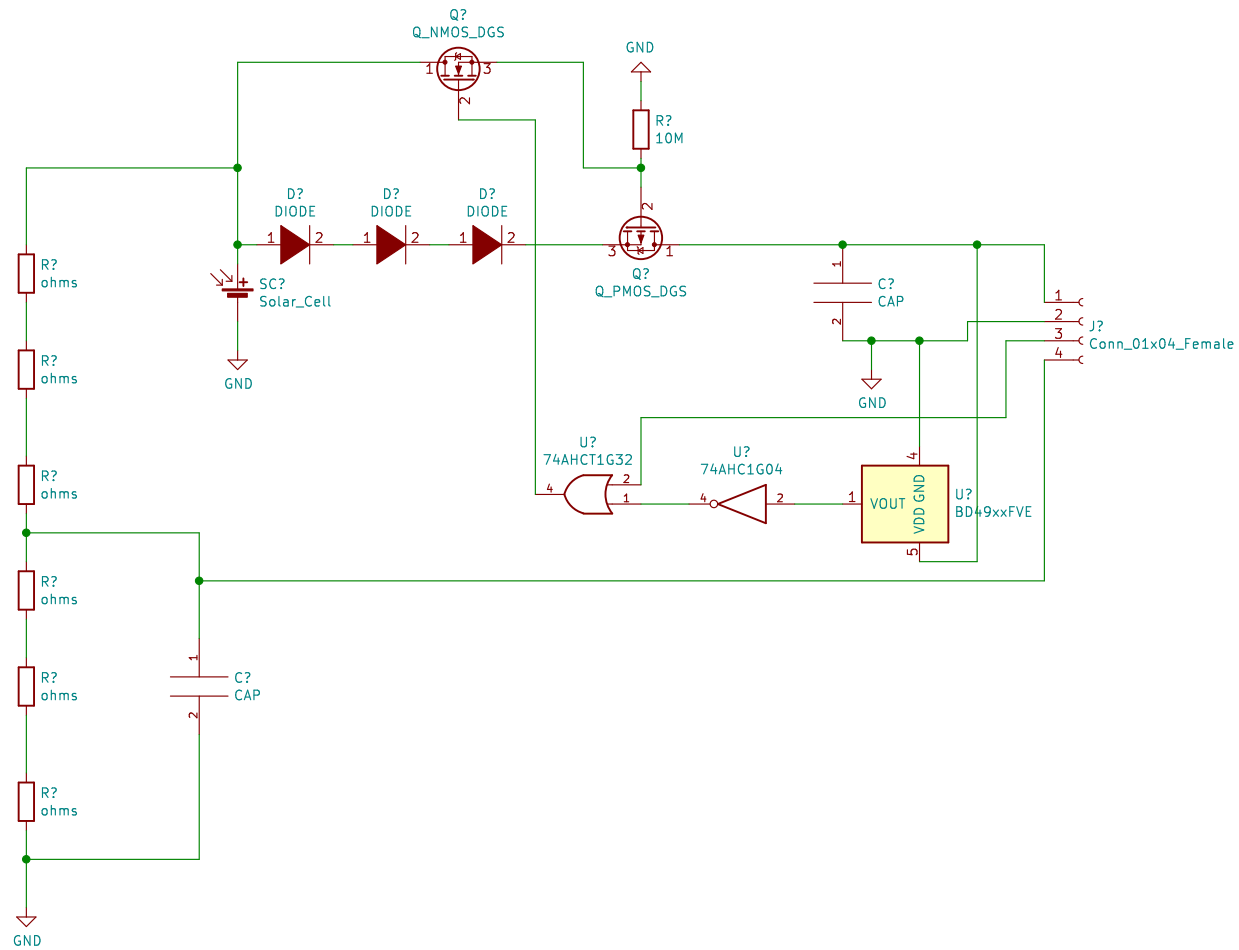 Q?
Q_NMOS_DGS
1
3
2
GND
R?
10M
D?
DIODE
D?
DIODE
D?
DIODE
1
2
1
2
1
2
2
3
1
Q?
Q_PMOS_DGS
R?
ohms
SC?
Solar_Cell
GND
1
C?
CAP
2
GND
1
2
3
4
J?
Conn_01x04_Female
R?
ohms
U?
74AHCT1G32
2
1
4
U?
74AHC1G04
4
2
4
1
VOUT
VDD
GND
5
U?
BD49xxFVE
R?
ohms
R?
ohms
1
C?
CAP
2
R?
ohms
R?
ohms
GND